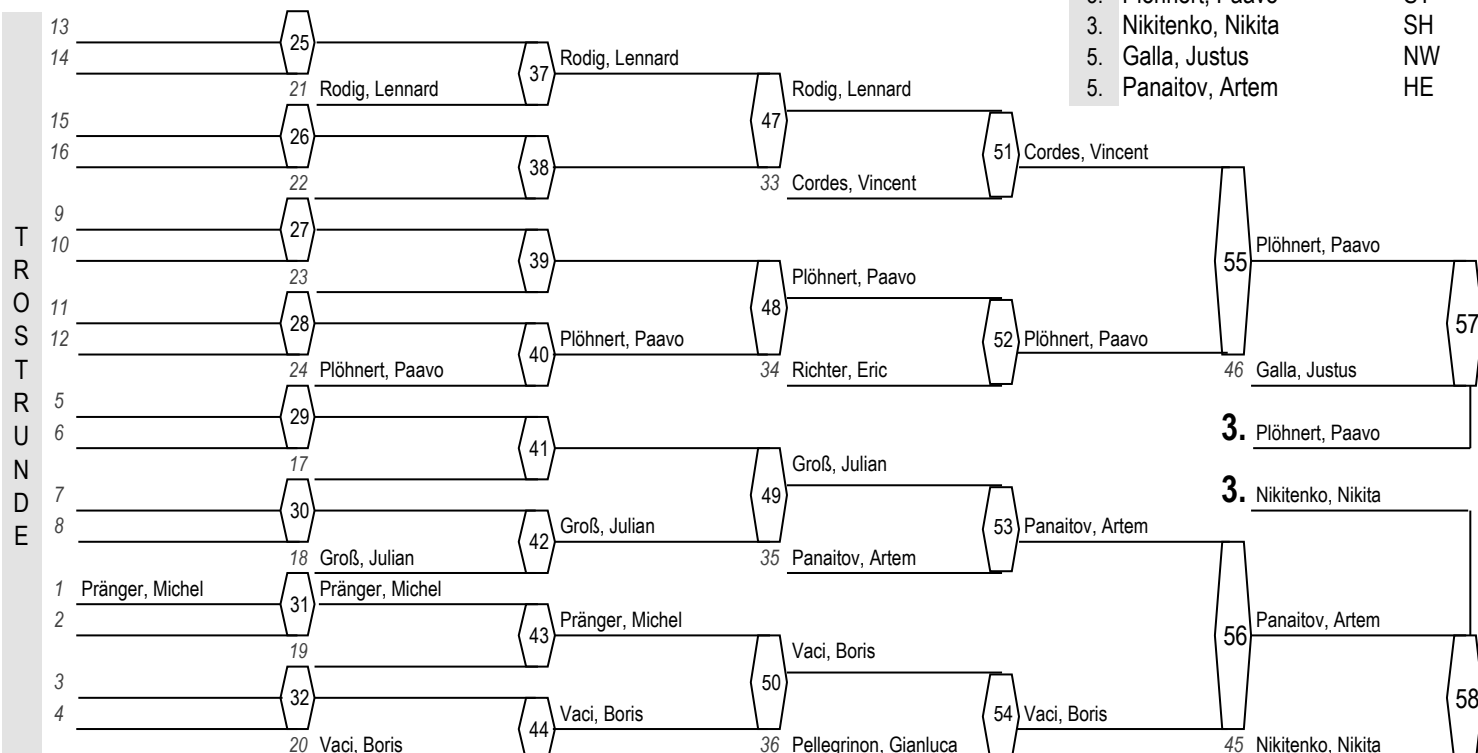 3. Plöhnert, Paavo ST
3. Nikitenko, Nikita SH
5. Galla, Justus NW
5. Panaitov, Artem HE
TROSTRUNDE
13
25
14
37 Rodig, Lennard
21 Rodig, Lennard
Rodig, Lennard
15
26
47
16
38
51 Cordes, Vincent
22
33 Cordes, Vincent
9
27
10
39
55 Plöhnert, Paavo
23
Plöhnert, Paavo
11
28
48
57
12
40 Plöhnert, Paavo
52 Plöhnert, Paavo
24 Plöhnert, Paavo
34 Richter, Eric
46 Galla, Justus
5
29
6
41
3. Plöhnert, Paavo
17
Groß, Julian
7
30
49
3. Nikitenko, Nikita
8
42 Groß, Julian
53 Panaitov, Artem
18 Groß, Julian
35 Panaitov, Artem
1 Pränger, Michel
31 Pränger, Michel
2
43 Pränger, Michel
56 Panaitov, Artem
19
Vaci, Boris
3
32
50
58
4
44 Vaci, Boris
54 Vaci, Boris
20 Vaci, Boris
36 Pellegrinon, Gianluca
45 Nikitenko, Nikita